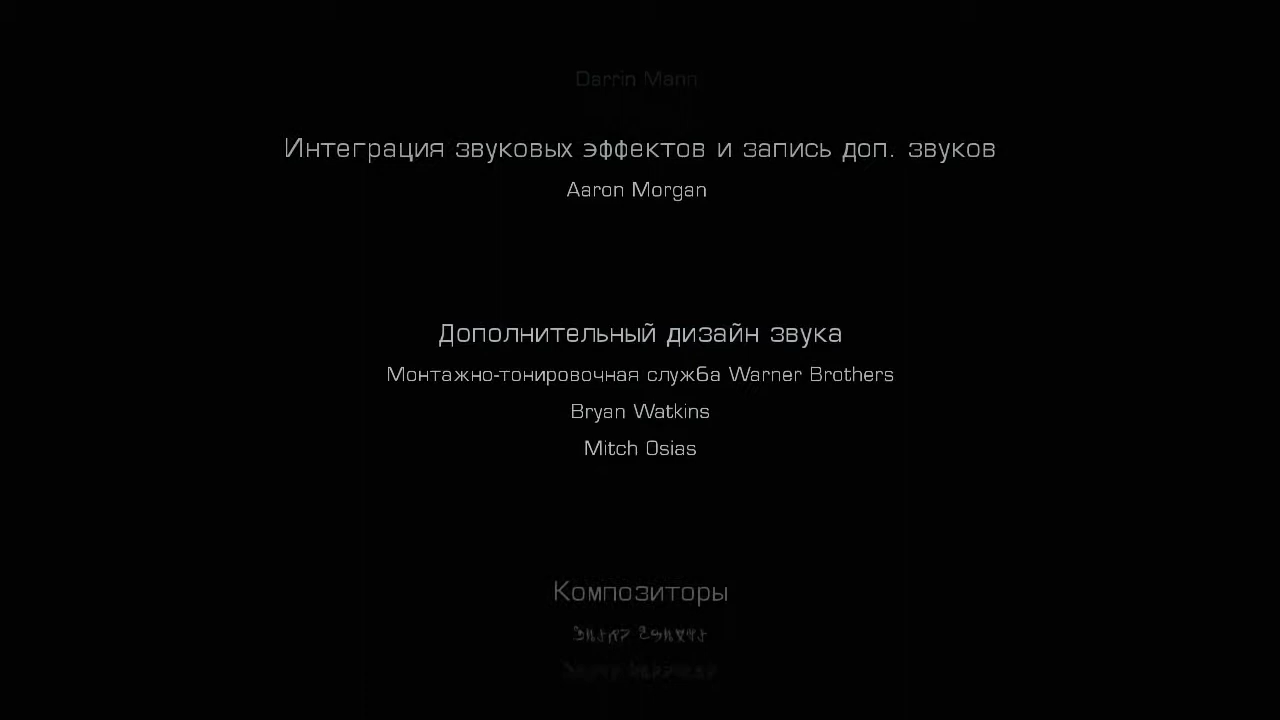 Darrin Mann
Интеграция звуковых эффектов и запись доп. звуков
Aaron Morgan
Дополнительный дизайн звука
Монтажно-тонировочная служба Warner Brothers
Bryan Watkins
Mitch Osias
Композиторы